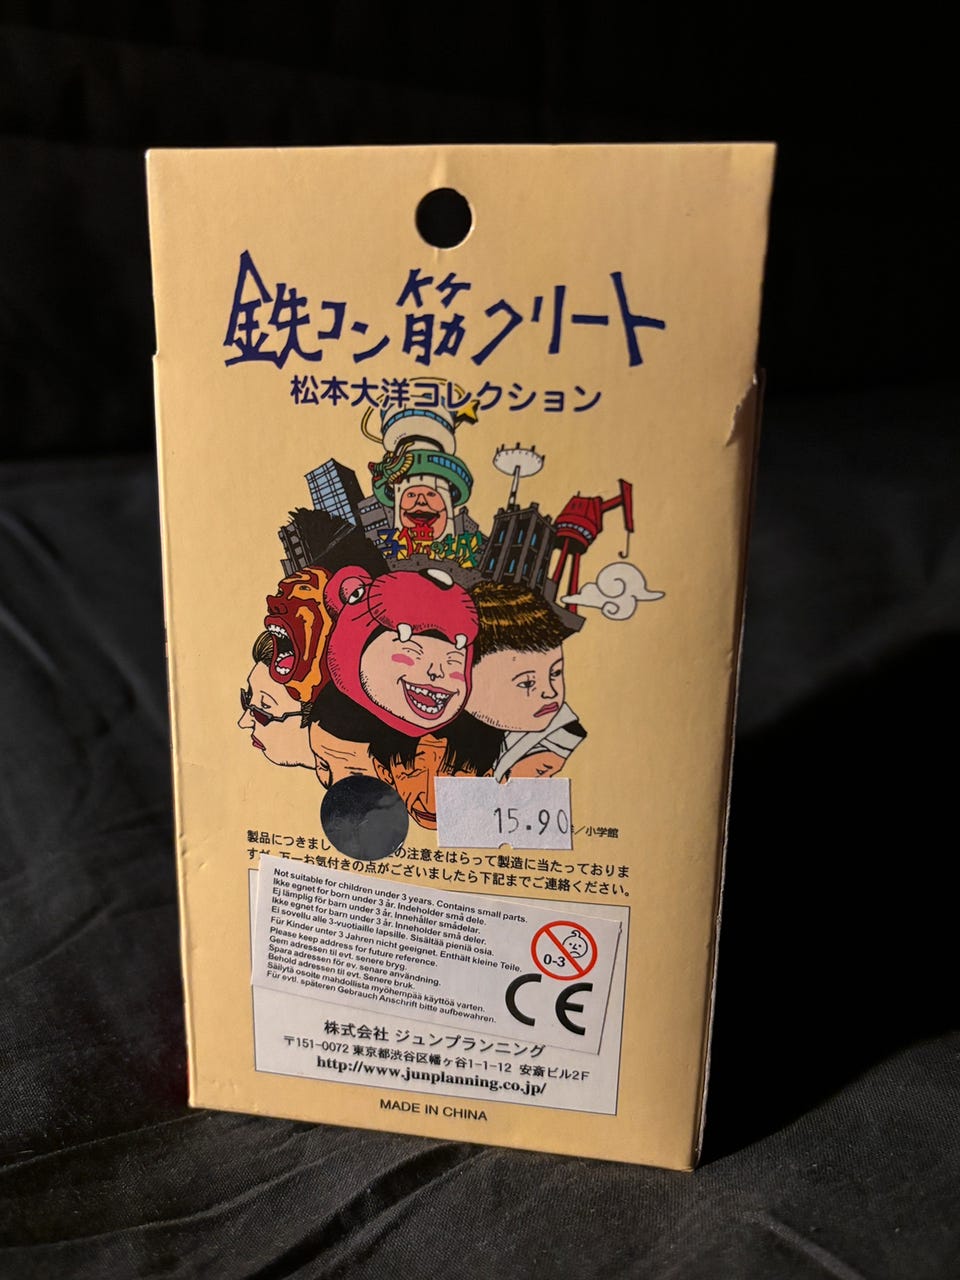 鉄コン筋クリート
松本大洋コレクション
子供の城
15.90
／小学館
製品につきまし の注意をはらって製造に当たっておりま
すが、万一お気付きの点がございましたら下記までご連絡ください。
Not suitable for children under 3 years. Contains small parts.
Ikke egnet for born under 3 år. Indeholder små dele.
Ej lämplig för barn under 3 år. Innehåller smådelar.
Ikke egnet for barn under 3 år. Inneholder små deler.
Ei sovellu alle 3-vuotiaille lapsille. Sisältää pieniä osia.
Für Kinder unter 3 Jahren nicht geeignet. Enthält kleine Teile.
Please keep address for future reference.
Gem adressen til evt. senere bryg.
Spara adressen för ev. senare användning.
Behold adressen til evt. Senere bruk.
Säilytä osoite mahdollista myöhempää käyttöä varten.
Für evtl. späteren Gebrauch Anschrift bitte aufbewahren.
0-3
CE
株式会社 ジュンプランニング
〒151-0072 東京都渋谷区幡ヶ谷1-1-12 安斎ビル2F
http://www.junplanning.co.jp/
MADE IN CHINA